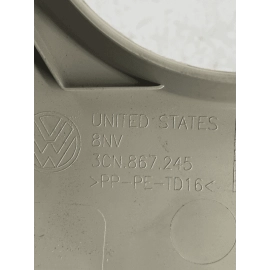 UNITED STATES
8NV
3CN 867.245
>PP-PE-TD16<